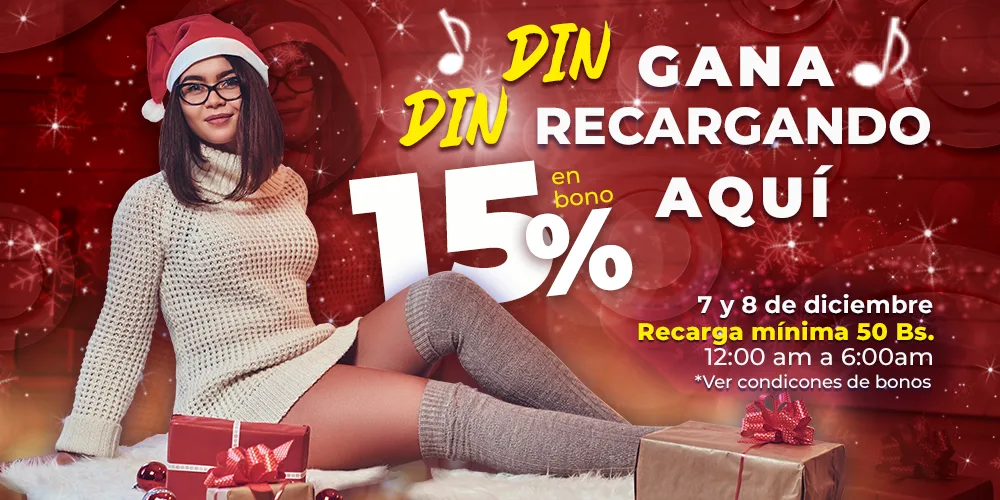 DIN
DIN
GANA
RECARGANDO
AQUÍ
15%
en
bono
7 y 8 de diciembre
Recarga mínima 50 Bs.
12:00 am a 6:00am
*Ver condicones de bonos